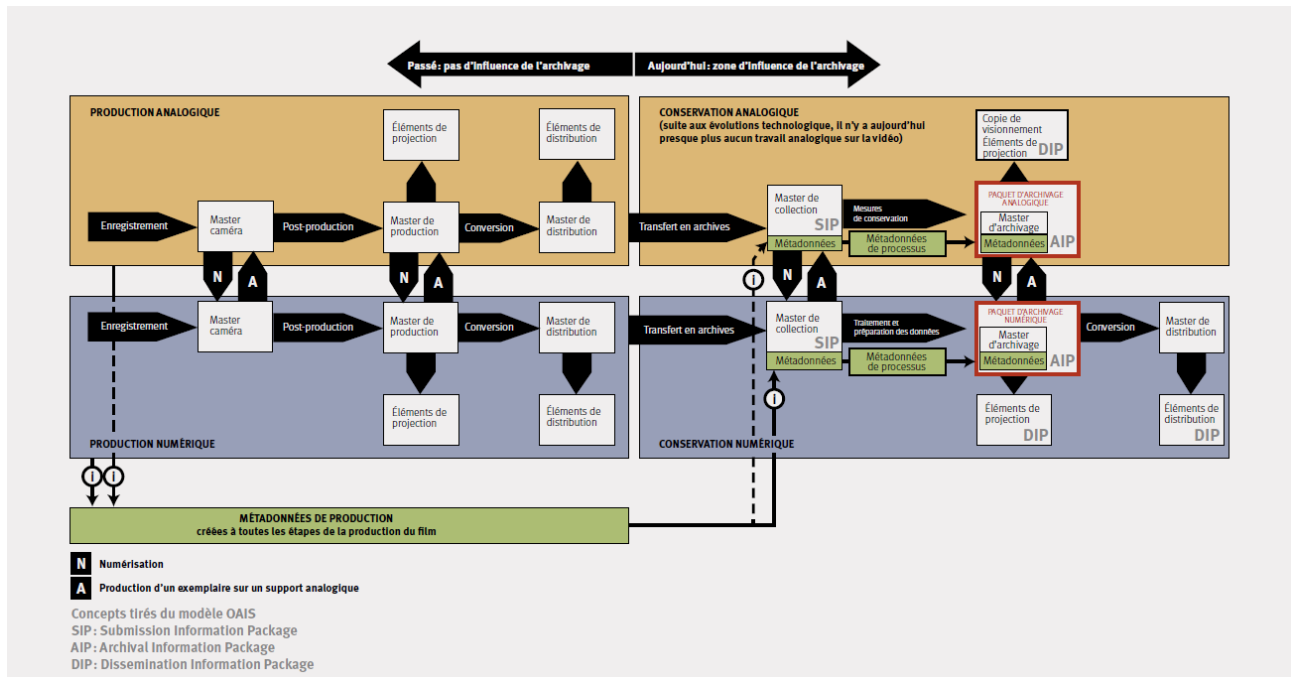 Passé : pas d'influence de l'archivage
Aujourd'hui : zone d'influence de l'archivage
PRODUCTION ANALOGIQUE
Éléments de
projection
Éléments de
distribution
Enregistrement
Master
caméra
Post-production
Master de
production
Conversion
Master de
distribution
N
A
N
A
CONSERVATION ANALOGIQUE
(suite aux évolutions technologique, il n'y a aujourd'hui
presque plus aucun travail analogique sur la vidéo)
Copie de
visionnement
Éléments de
projection
DIP
Transfert en archives
Master de
collection
SIP
Métadonnées
Mesures
de conservation
Métadonnées
de processus
PAQUET D'ARCHIVAGE
ANALOGIQUE
Master
d'archivage
Métadonnées
AIP
i
N
A
N
A
Enregistrement
Master
caméra
Post-production
Master de
production
Conversion
Master de
distribution
Éléments de
projection
Éléments de
distribution
PRODUCTION NUMÉRIQUE
Transfert en archives
Master de
collection
SIP
Métadonnées
Traitement et
préparation des données
Métadonnées
de processus
PAQUET D'ARCHIVAGE
NUMÉRIQUE
Master
d'archivage
Métadonnées
AIP
Conversion
Master de
distribution
i
Éléments de
projection
DIP
Éléments de
distribution
DIP
CONSERVATION NUMÉRIQUE
i
i
MÉTADONNÉES DE PRODUCTION
créées à toutes les étapes de la production du film
N Numérisation
A Production d'un exemplaire sur un support analogique
Concepts tirés du modèle OAIS
SIP : Submission Information Package
AIP : Archival Information Package
DIP : Dissemination Information Package